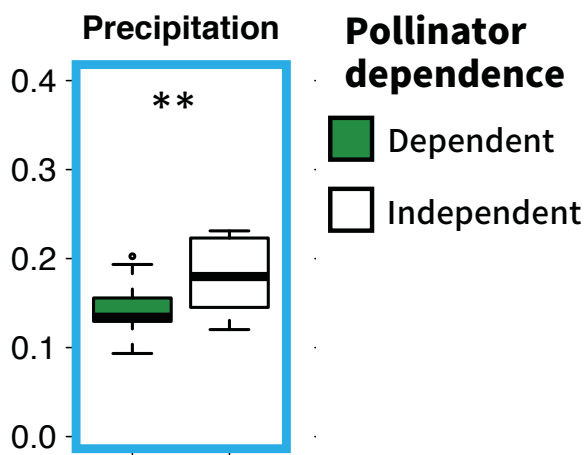 Precipitation
Pollinator
dependence
0.4
**
Dependent
0.3
Independent
0.2
0.1
0.0